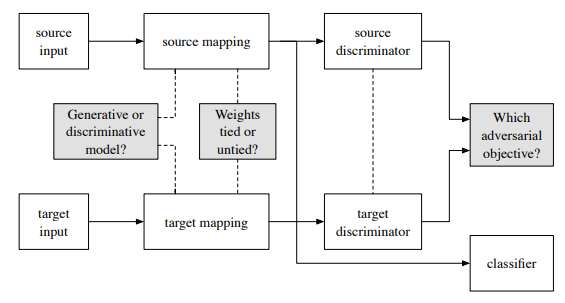 source
input
source mapping
source
discriminator
Generative or
discriminative
model?
Weights
tied or
untied?
Which
adversarial
objective?
target
input
target mapping
target
discriminator
classifier